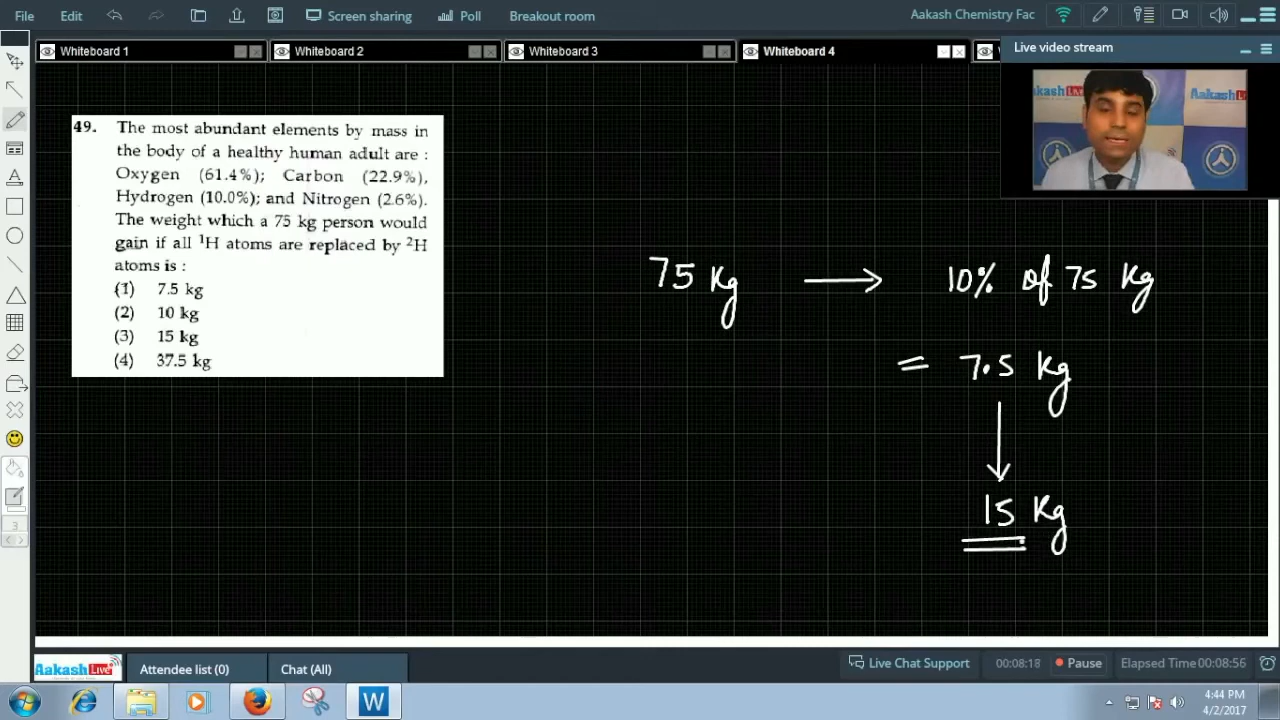 File Edit Screen sharing Poll Breakout room Aakash Chemistry Fac
Whiteboard 1 Whiteboard 2 Whiteboard 3 Whiteboard 4
Live video stream
Aakash Live
49. The most abundant elements by mass in
the body of a healthy human adult are :
Oxygen (61.4%); Carbon (22.9%),
Hydrogen (10.0%); and Nitrogen (2.6%).
The weight which a 75 kg person would
gain if all ¹H atoms are replaced by ²H
atoms is :
(1) 7.5 kg
(2) 10 kg
(3) 15 kg
(4) 37.5 kg
75 Kg → 10% of 75 Kg
= 7.5 Kg
↓
15 Kg
3
Aakash Live Attendee list (0) Chat (All) Live Chat Support 00:08:18 Pause Elapsed Time 00:08:56
4:44 PM
4/2/2017